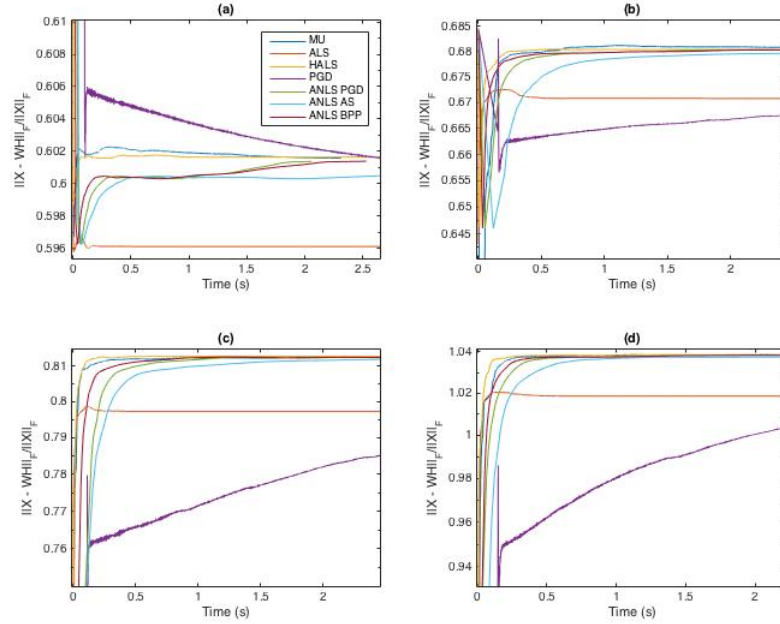 (a)
0.61
0.608
0.606
0.604
0.602
0.6
0.598
0.596
||X - WH||F/||X||F
0 0.5 1 1.5 2 2.5
Time (s)
MU
ALS
HALS
PGD
ANLS PGD
ANLS AS
ANLS BPP
(b)
0.685
0.68
0.675
0.67
0.665
0.66
0.655
0.65
0.645
||X - WH||F/||X||F
0 0.5 1 1.5 2
Time (s)
(c)
0.81
0.8
0.79
0.78
0.77
0.76
||X - WH||F/||X||F
0 0.5 1 1.5 2
Time (s)
(d)
1.04
1.02
1
0.98
0.96
0.94
||X - WH||F/||X||F
0 0.5 1 1.5 2
Time (s)